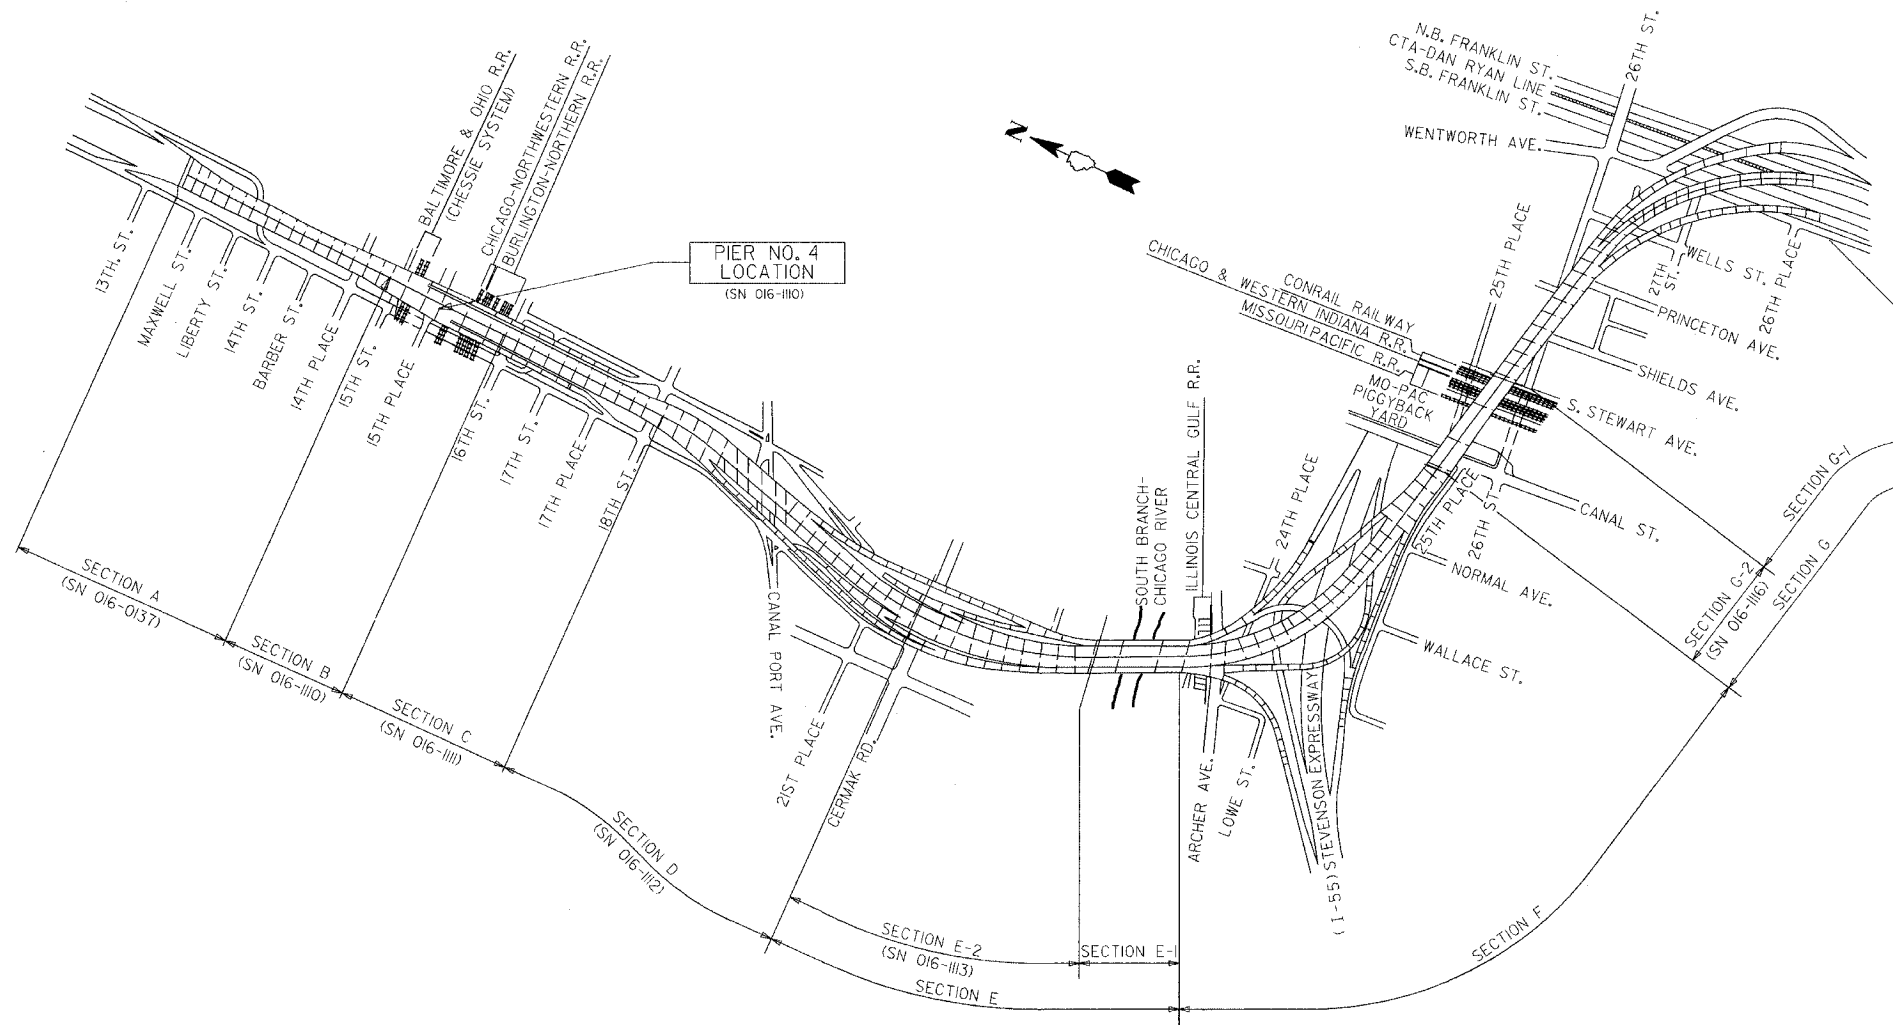 N.B. FRANKLIN ST.
CTA-DAN RYAN LINE
S.B. FRANKLIN ST.
26TH ST.
WENTWORTH AVE.
BALTIMORE & OHIO R.R.
(CHESSIE SYSTEM)
CHICAGO-NORTHWESTERN R.R.
BURLINGTON-NORTHERN R.R.
N
PIER NO. 4
LOCATION
(SN 016-1110)
25TH PLACE
CHICAGO & WESTERN INDIANA R.R.
CONRAIL RAILWAY
MISSOURI PACIFIC R.R.
MO-PAC
PIGGYBACK
YARD
WELLS ST.
27TH
ST.
26TH PLACE
PRINCETON AVE.
SHIELDS AVE.
S. STEWART AVE.
13TH. ST.
MAXWELL ST.
LIBERTY ST.
14TH ST.
BARBER ST.
14TH PLACE
15TH ST.
15TH PLACE
16TH ST.
17TH ST.
17TH PLACE
18TH ST.
CANAL PORT AVE.
21ST PLACE
CERMAK RD.
SOUTH BRANCH-
CHICAGO RIVER
ILLINOIS CENTRAL GULF R.R.
24TH PLACE
25TH PLACE
26TH ST.
CANAL ST.
NORMAL AVE.
WALLACE ST.
ARCHER AVE.
LOWE ST.
(I-55) STEVENSON EXPRESSWAY
SECTION A
(SN 016-0137)
SECTION B
(SN 016-1110)
SECTION C
(SN 016-1111)
SECTION D
(SN 016-1112)
SECTION E-2
(SN 016-1113)
SECTION E-1
SECTION E
SECTION F
SECTION G-2
(SN 016-1116)
SECTION G
SECTION G-1